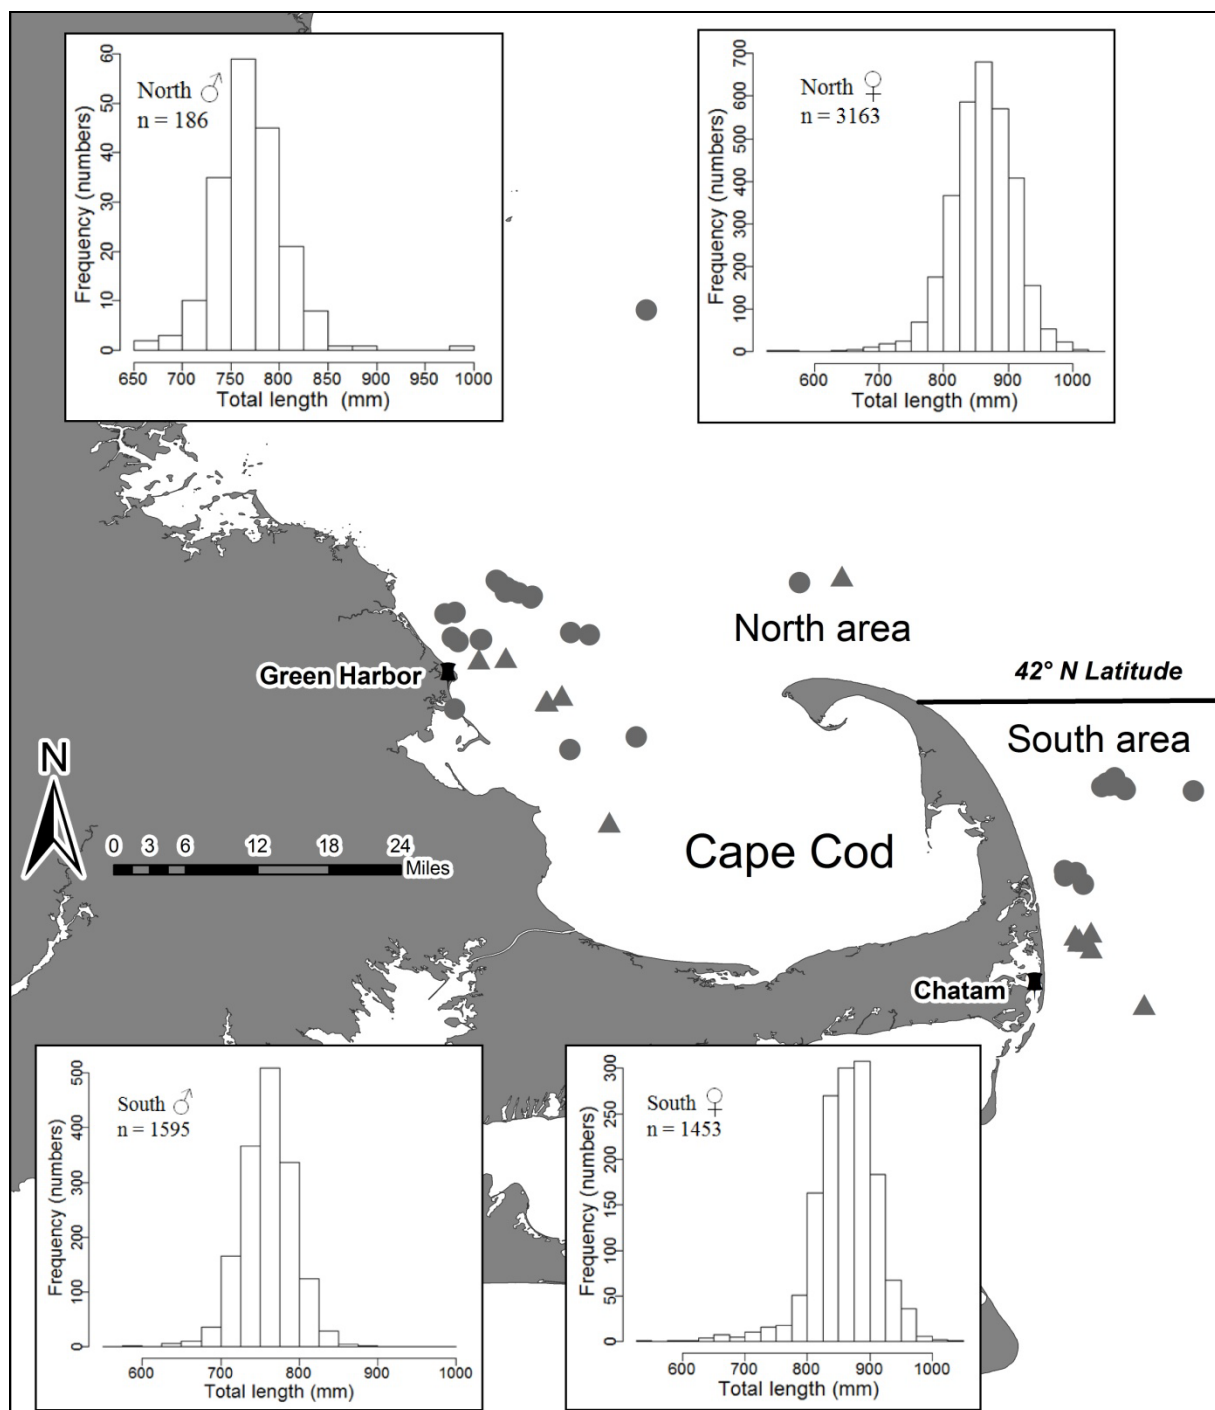 North ♂
n = 186
Frequency (numbers)
0 10 20 30 40 50 60
650 700 750 800 850 900 950 1000
Total length (mm)
North ♀
n = 3163
Frequency (numbers)
0 100 200 300 400 500 600 700
600 700 800 900 1000
Total length (mm)
North area
Green Harbor
42° N Latitude
South area
N
0 3 6 12 18 24
Miles
Cape Cod
Chatam
South ♂
n = 1595
Frequency (numbers)
0 100 200 300 400 500
600 700 800 900 1000
Total length (mm)
South ♀
n = 1453
Frequency (numbers)
0 50 100 150 200 250 300
600 700 800 900 1000
Total length (mm)